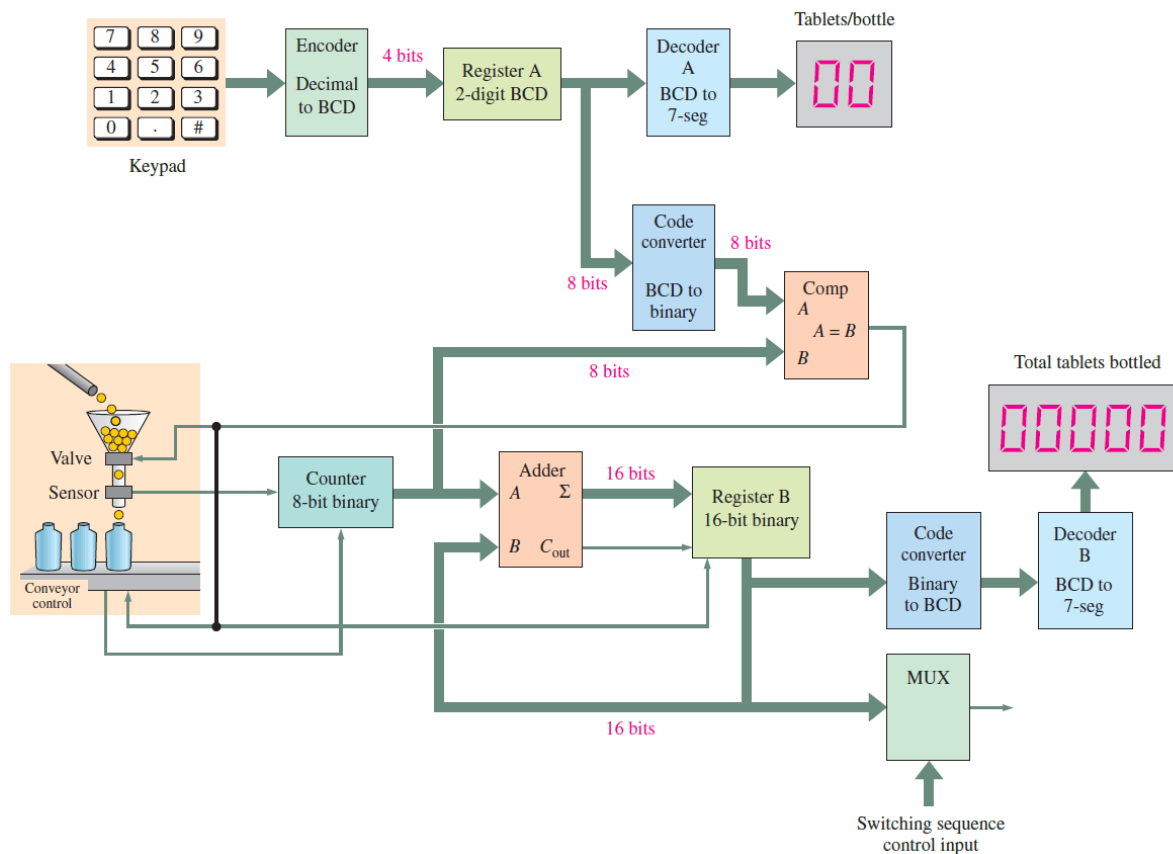 7 8 9
4 5 6
1 2 3
0 . #
Keypad
Encoder
Decimal
to BCD
4 bits
Register A
2-digit BCD
Decoder
A
BCD to
7-seg
Tablets/bottle
00
8 bits
Code
converter
BCD to
binary
8 bits
Comp
A
A = B
B
8 bits
Valve
Sensor
Conveyor
control
Counter
8-bit binary
Adder
A Σ
B Cout
16 bits
Register B
16-bit binary
16 bits
Total tablets bottled
00000
Code
converter
Binary
to BCD
Decoder
B
BCD to
7-seg
MUX
Switching sequence
control input